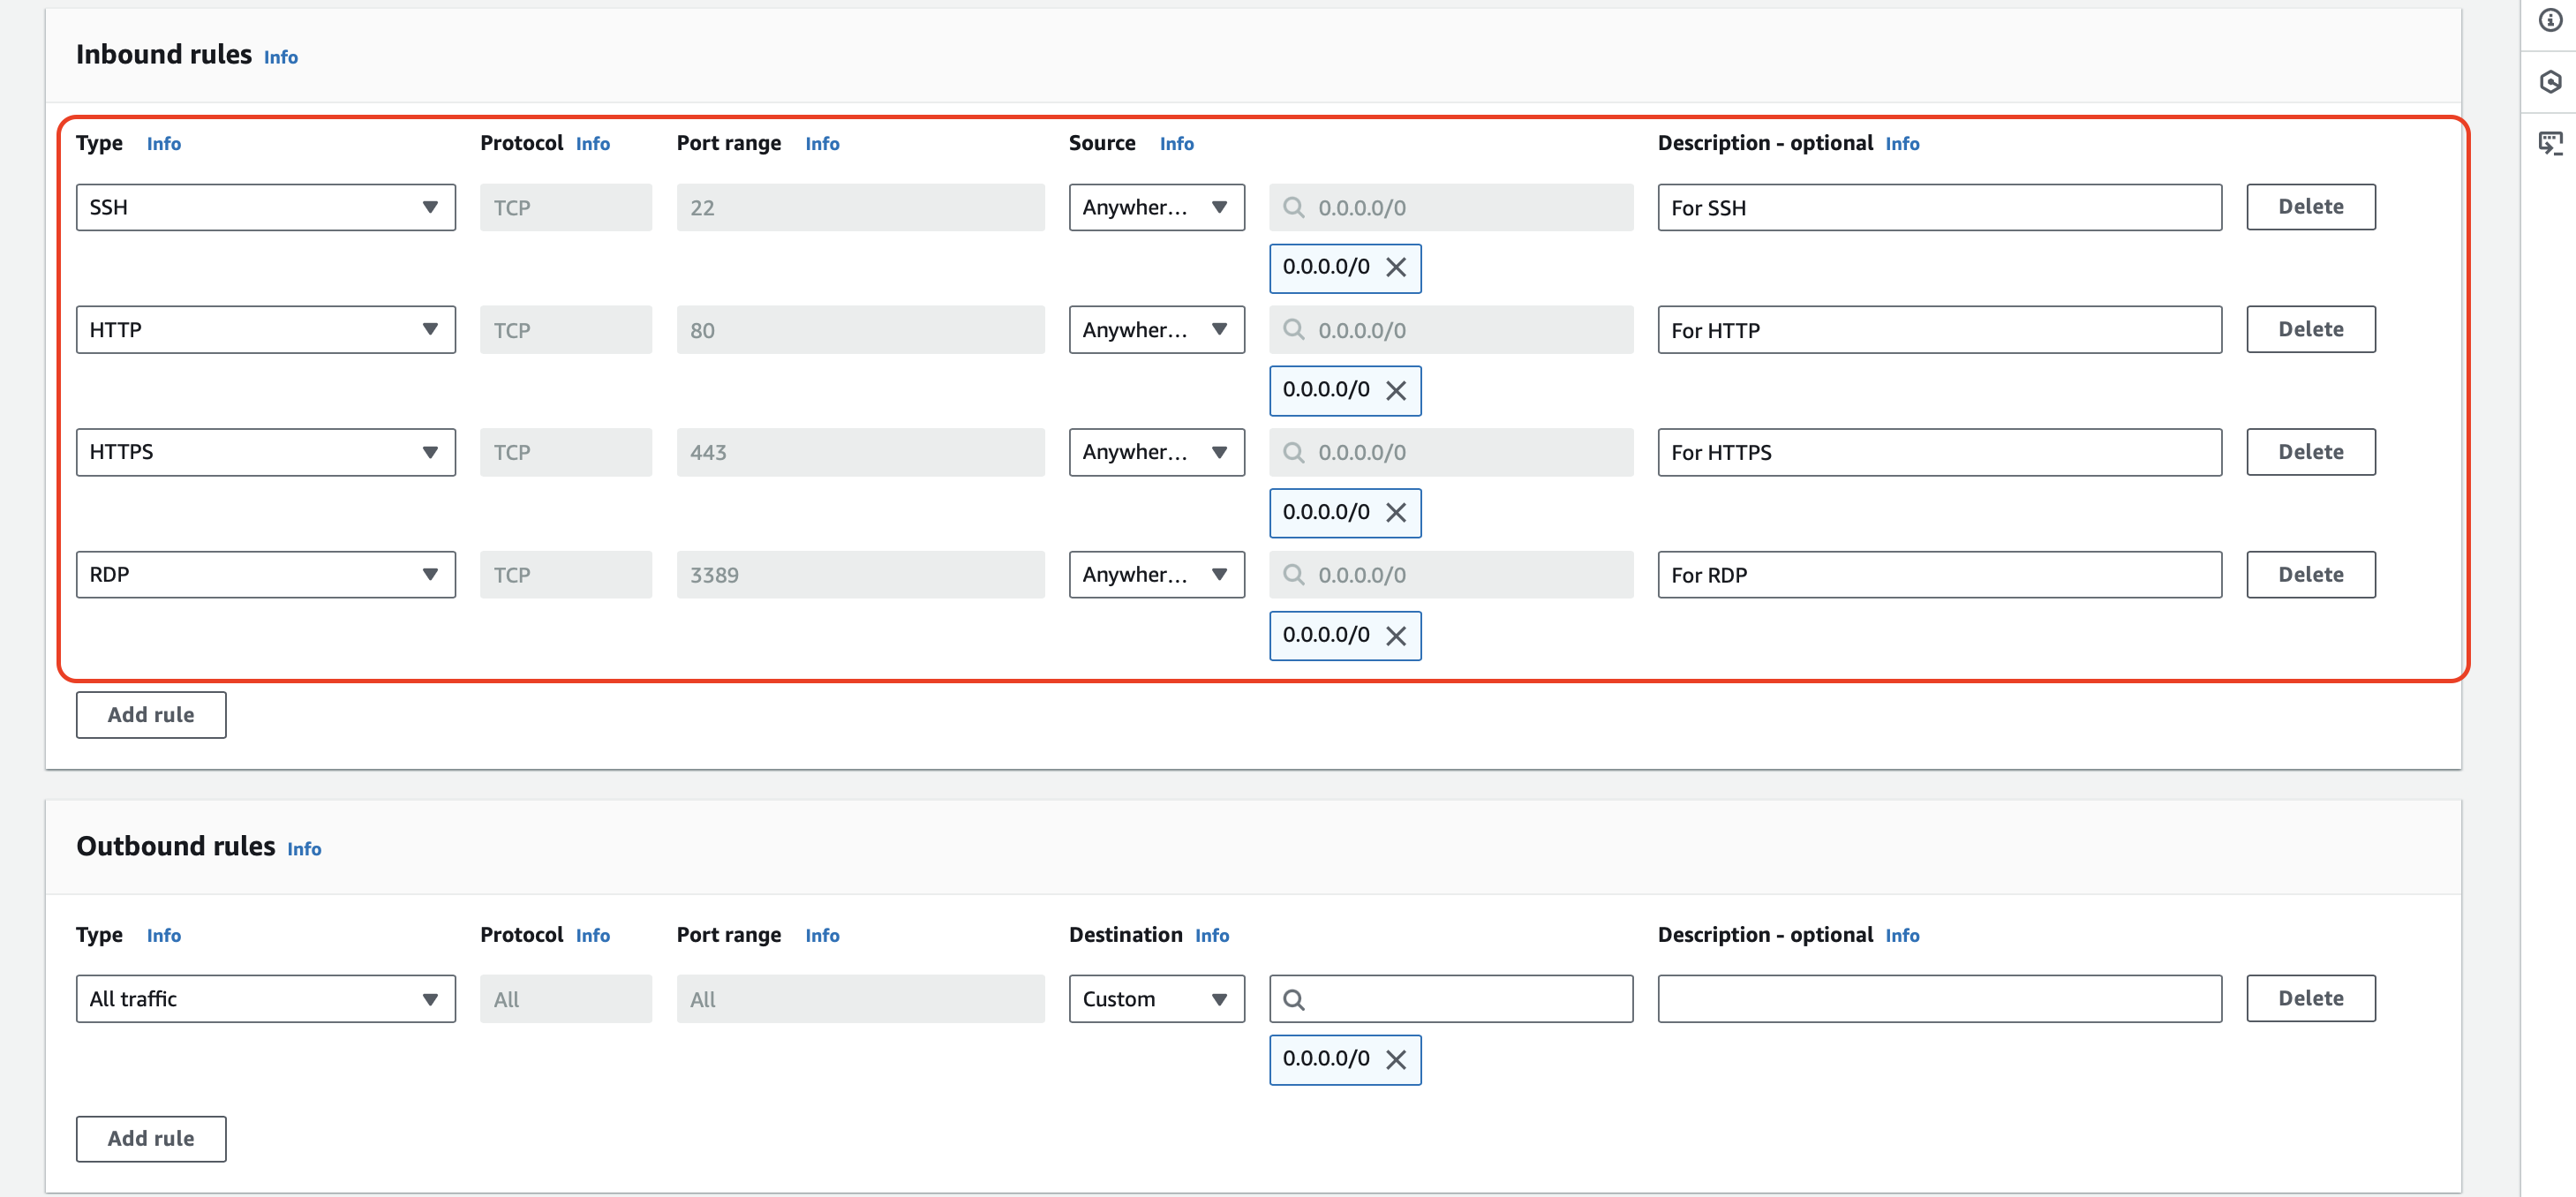 Inbound rules Info
Type Info Protocol Info Port range Info Source Info Description - optional Info
SSH TCP 22 Anywher... 0.0.0.0/0 For SSH Delete
0.0.0.0/0
HTTP TCP 80 Anywher... 0.0.0.0/0 For HTTP Delete
0.0.0.0/0
HTTPS TCP 443 Anywher... 0.0.0.0/0 For HTTPS Delete
0.0.0.0/0
RDP TCP 3389 Anywher... 0.0.0.0/0 For RDP Delete
0.0.0.0/0
Add rule
Outbound rules Info
Type Info Protocol Info Port range Info Destination Info Description - optional Info
All traffic All All Custom Delete
0.0.0.0/0
Add rule